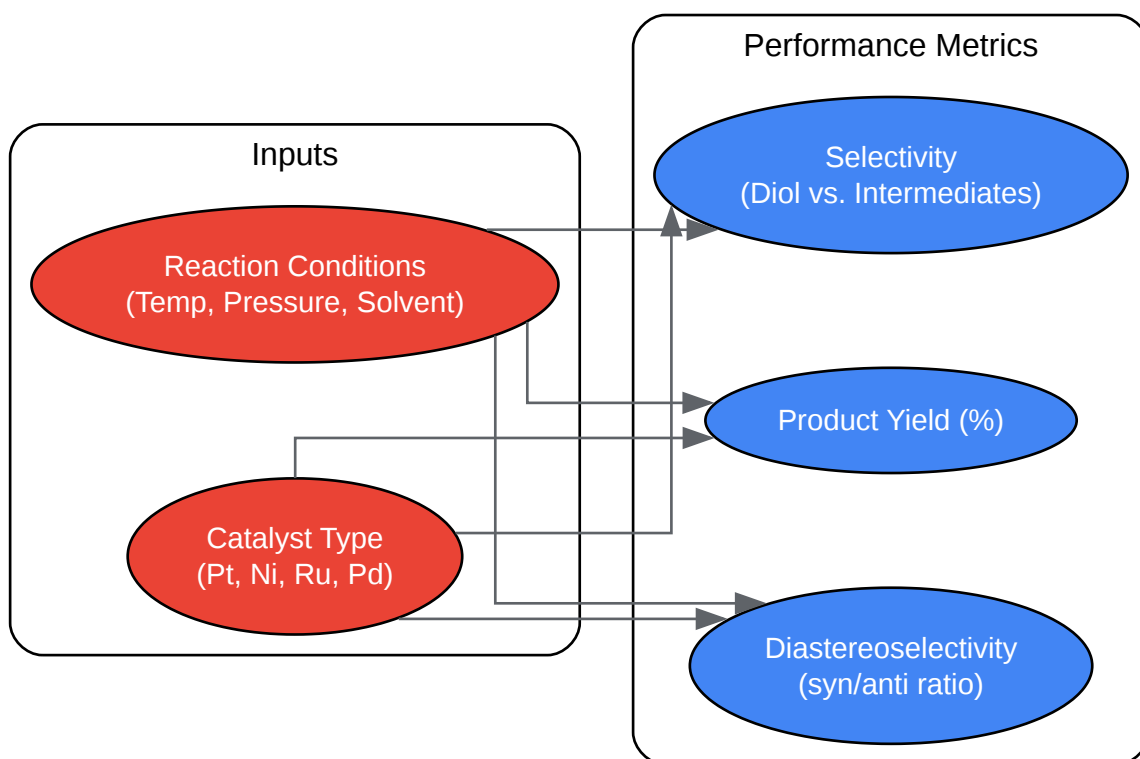 Performance Metrics
Inputs
Selectivity
(Diol vs. Intermediates)
Reaction Conditions
(Temp, Pressure, Solvent)
Product Yield (%)
Catalyst Type
(Pt, Ni, Ru, Pd)
Diastereoselectivity
(syn/anti ratio)